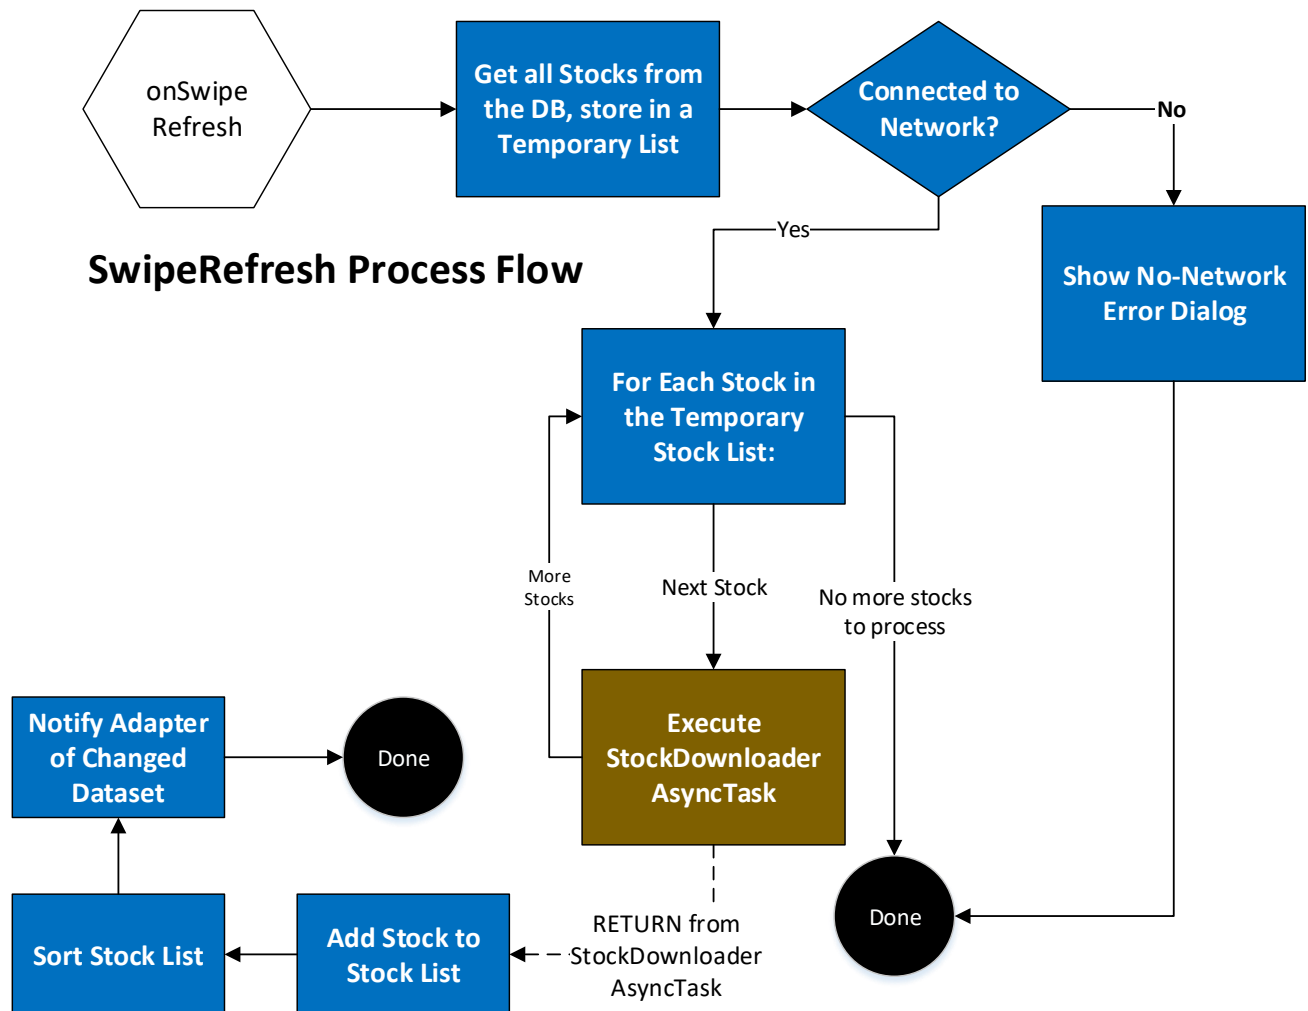 onSwipe
Refresh
Get all Stocks from
the DB, store in a
Temporary List
Connected to
Network?
No
Yes
SwipeRefresh Process Flow
Show No-Network
Error Dialog
For Each Stock in
the Temporary
Stock List:
More
Stocks
Next Stock
No more stocks
to process
Execute
StockDownloader
AsyncTask
Notify Adapter
of Changed
Dataset
Done
Sort Stock List
Add Stock to
Stock List
RETURN from
StockDownloader
AsyncTask
Done